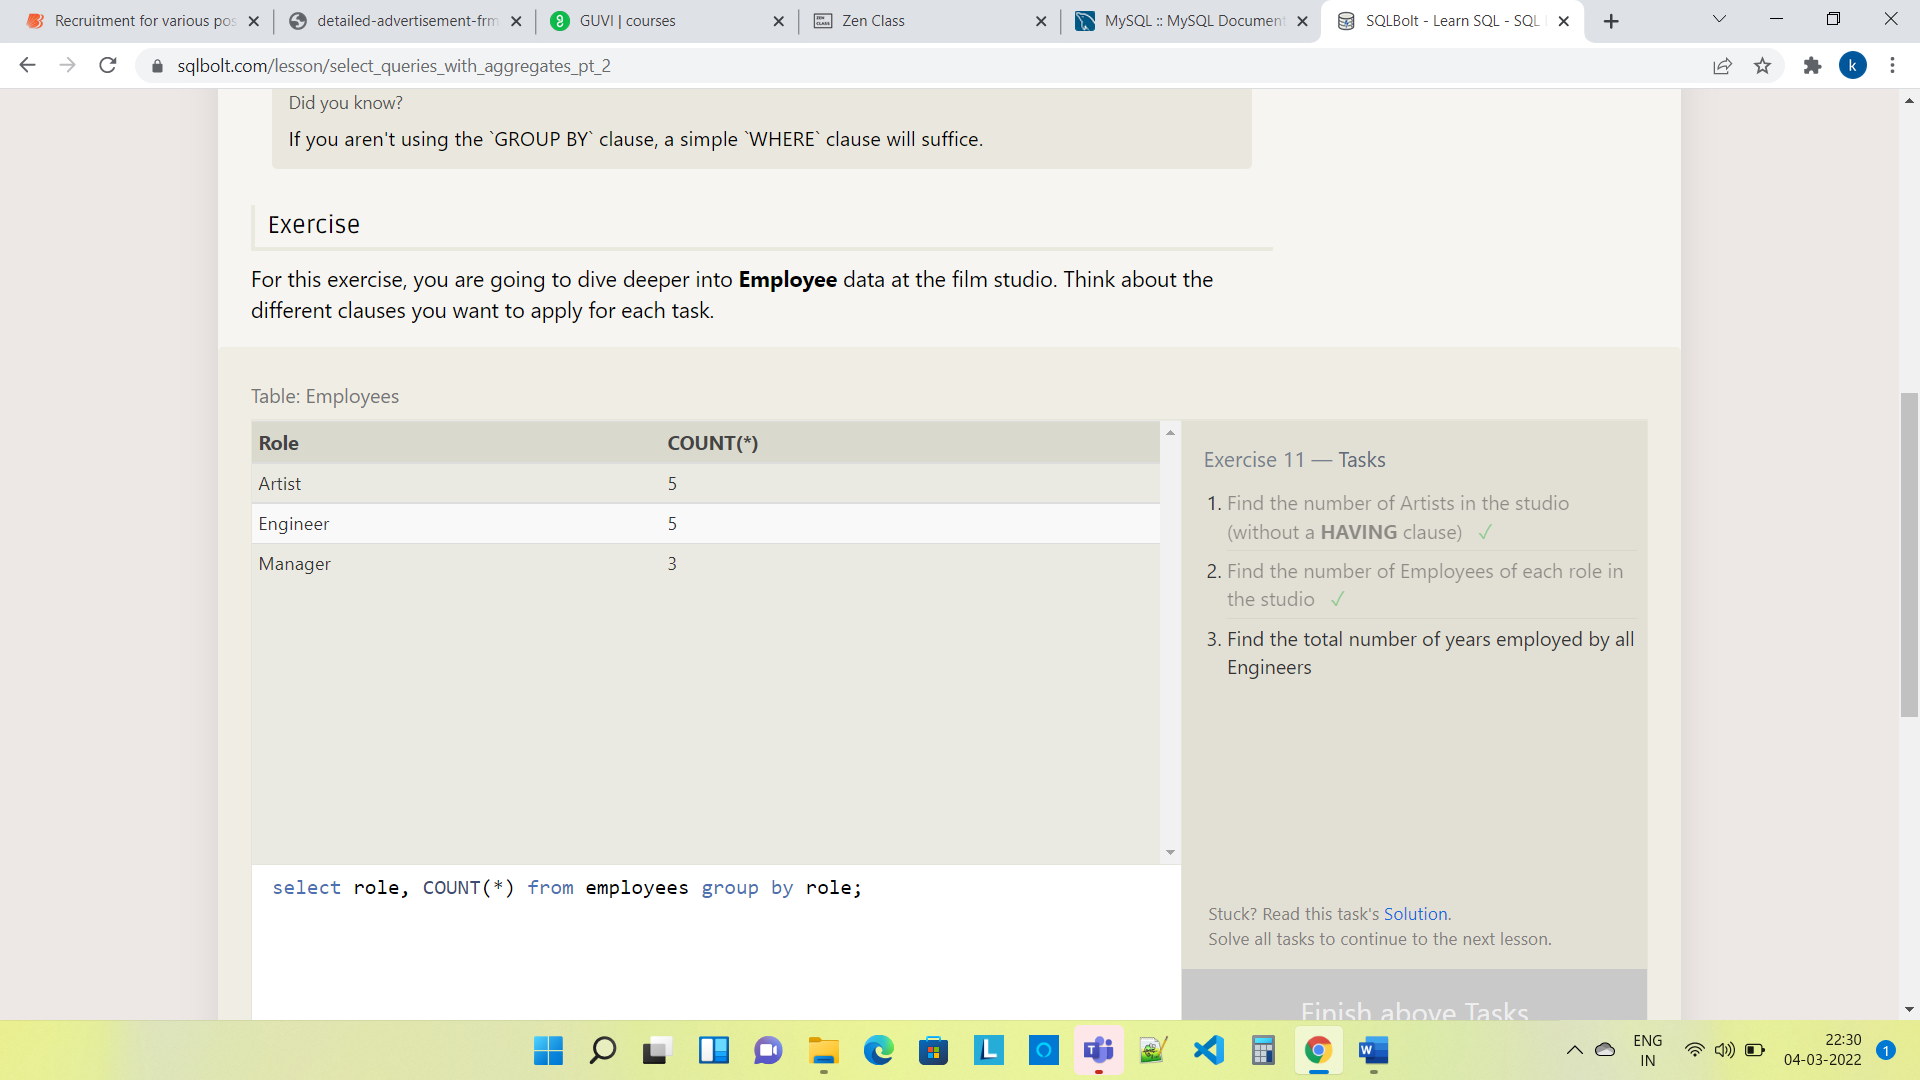 Recruitment for various pos
detailed-advertisement-frm
GUVI | courses
Zen Class
MySQL :: MySQL Document
SQLBolt - Learn SQL - SQL
sqlbolt.com/lesson/select_queries_with_aggregates_pt_2
k
Did you know?
If you aren't using the `GROUP BY` clause, a simple `WHERE` clause will suffice.
Exercise
For this exercise, you are going to dive deeper into Employee data at the film studio. Think about the
different clauses you want to apply for each task.
Table: Employees
Role COUNT(*)
Artist 5
Engineer 5
Manager 3
select role, COUNT(*) from employees group by role;
Exercise 11 — Tasks
1. Find the number of Artists in the studio
(without a HAVING clause) ✓
2. Find the number of Employees of each role in
the studio ✓
3. Find the total number of years employed by all
Engineers
Stuck? Read this task's Solution.
Solve all tasks to continue to the next lesson.
Finish above Tasks
ENG
IN
22:30
04-03-2022
1